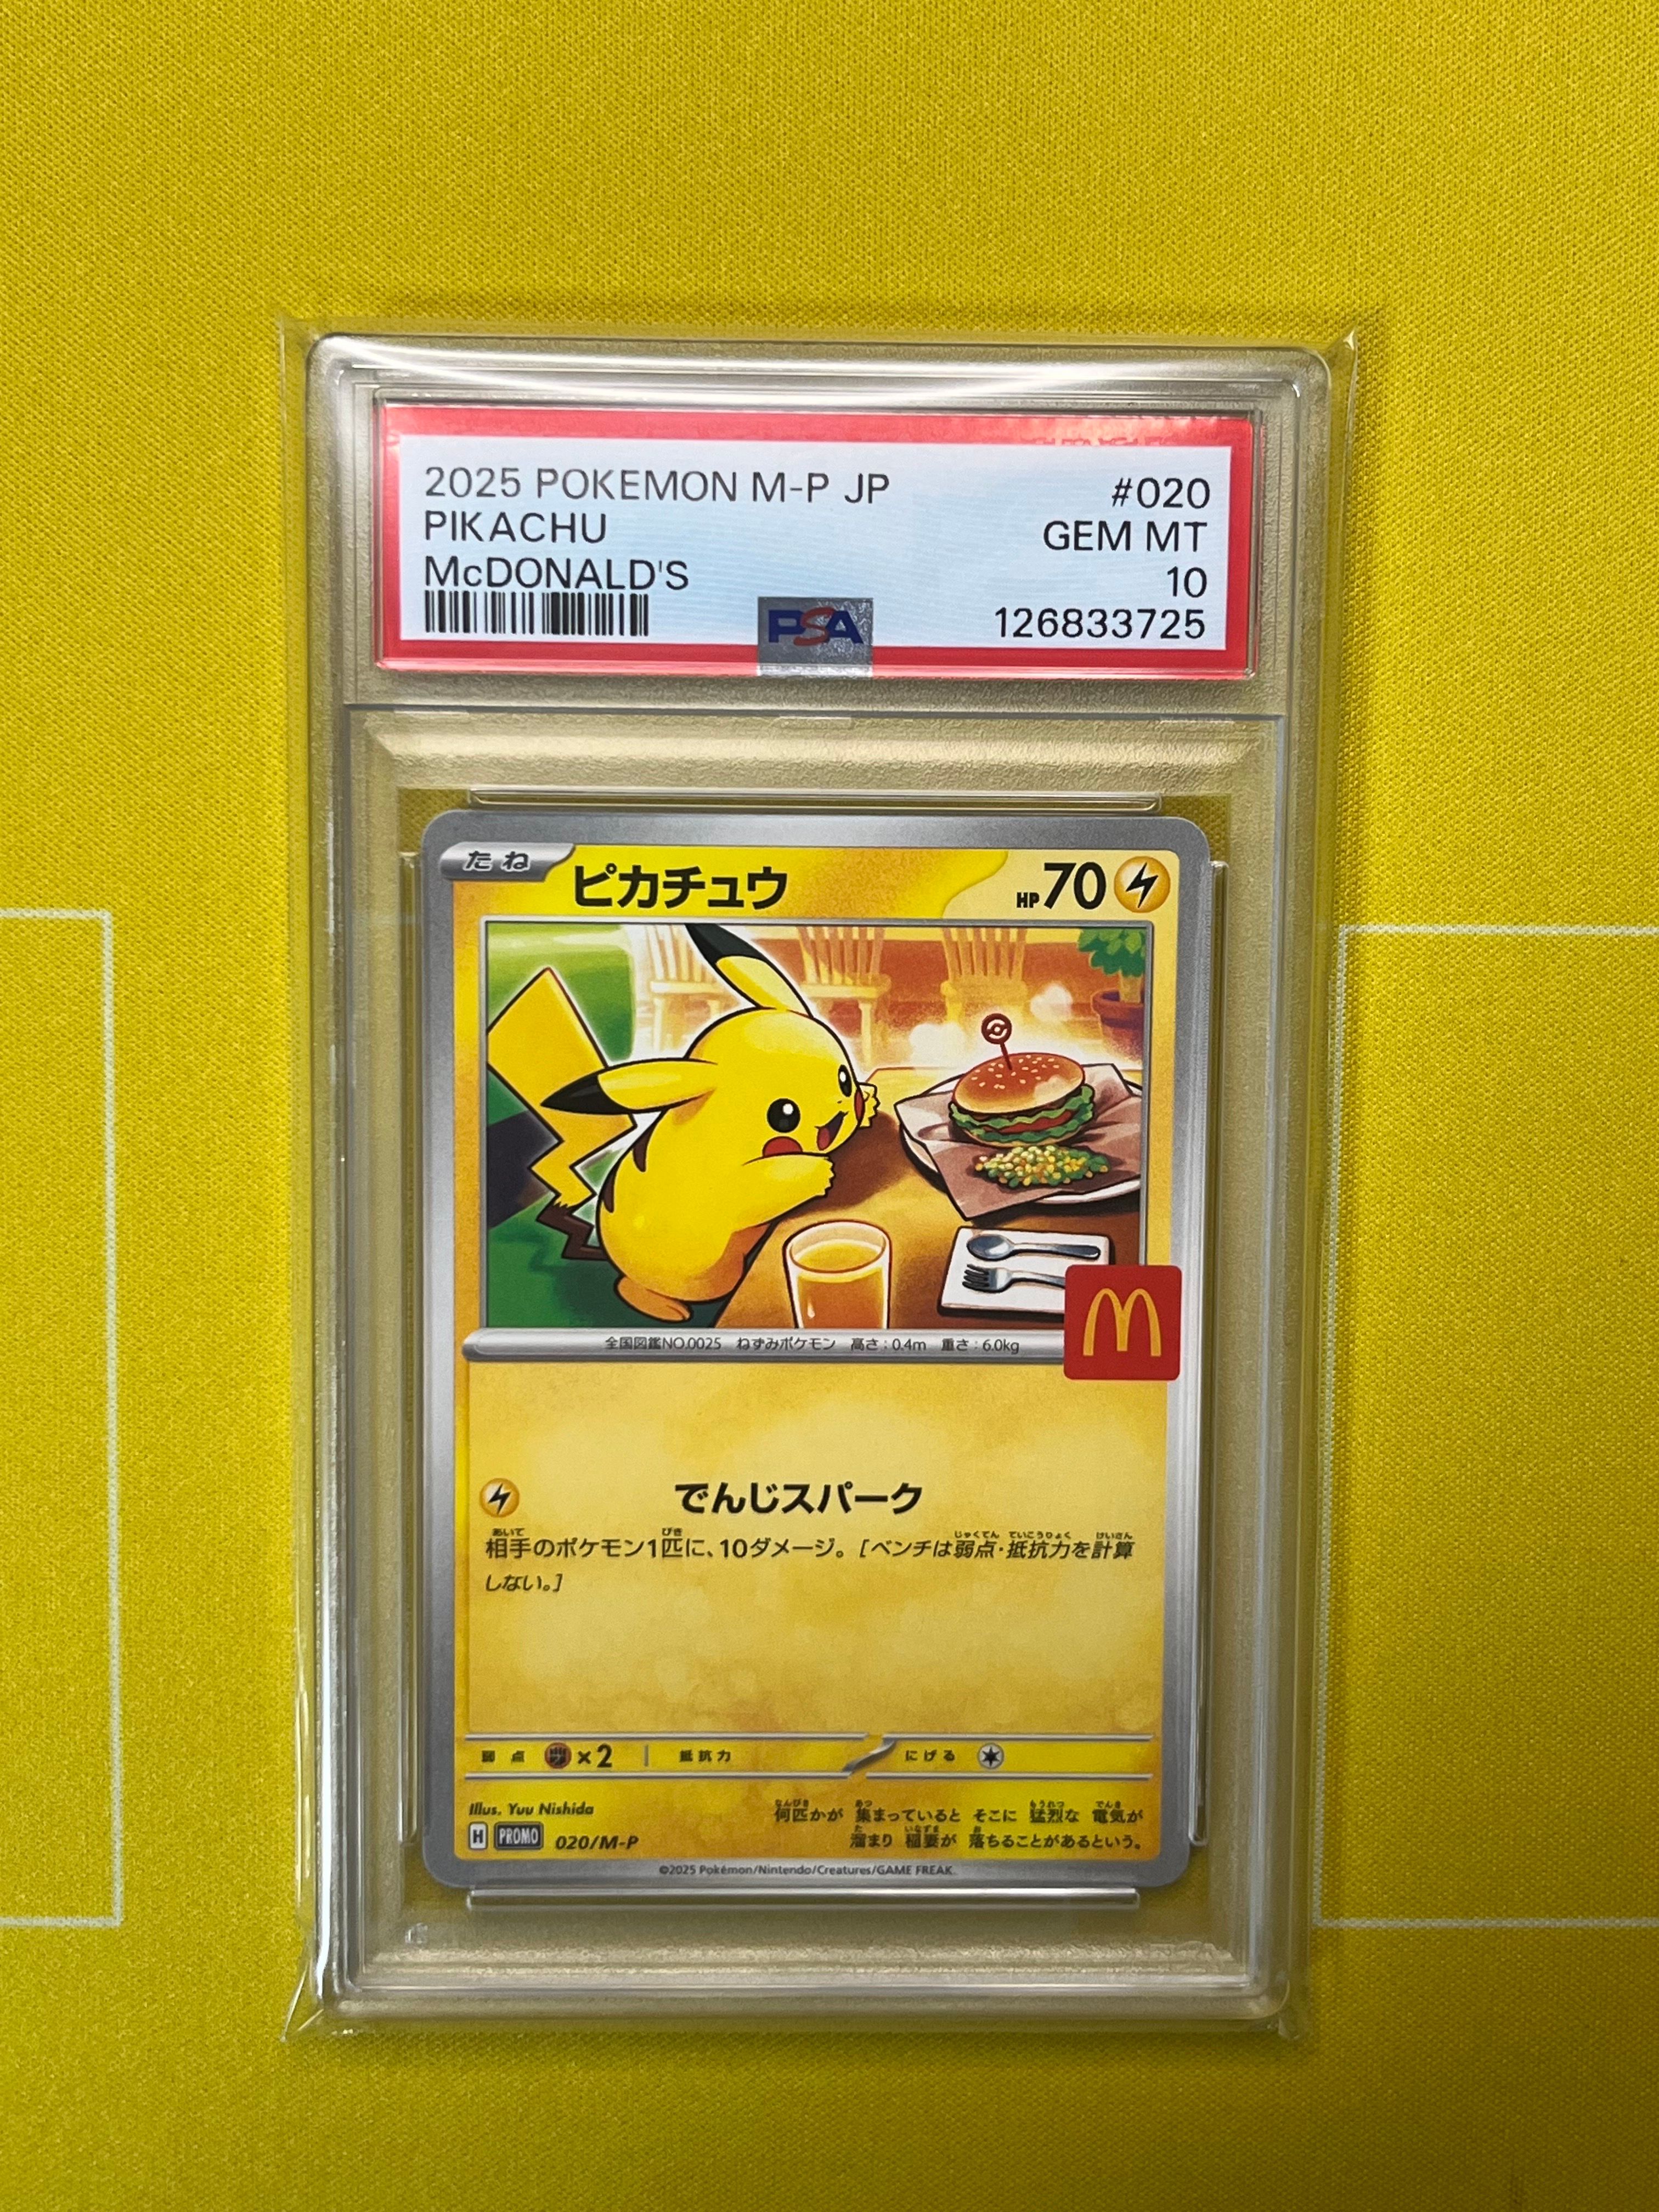 2025 POKEMON M-P JP #020
PIKACHU GEM MT
McDONALD'S 10
PSA 126833725
たね ピカチュウ HP70
全国図鑑NO.0025 ねずみポケモン 高さ:0.4m 重さ:6.0kg
でんじスパーク
相手のポケモン1匹に、10ダメージ。[ベンチは弱点・抵抗力を計算
しない。]
弱点 ×2 抵抗力 にげる
Illus. Yuu Nishida
H PROMO 020/M-P
何匹かが 集まっていると そこに 猛烈な 電気が
溜まり 稲妻が 落ちることがあるという。
©2025 Pokémon/Nintendo/Creatures/GAME FREAK.